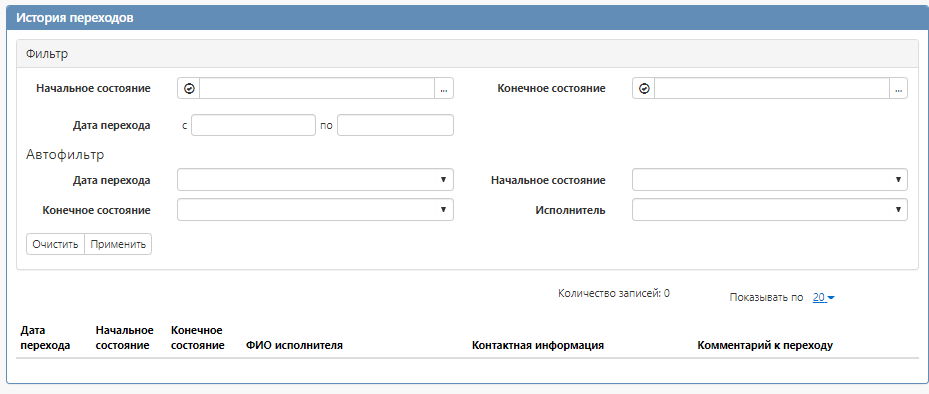 История переходов
Фильтр
Начальное состояние ... Конечное состояние ...
Дата перехода с по
Автофильтр
Дата перехода Начальное состояние
Конечное состояние Исполнитель
Очистить Применить
Количество записей: 0 Показывать по 20
Дата перехода Начальное состояние Конечное состояние ФИО исполнителя Контактная информация Комментарий к переходу